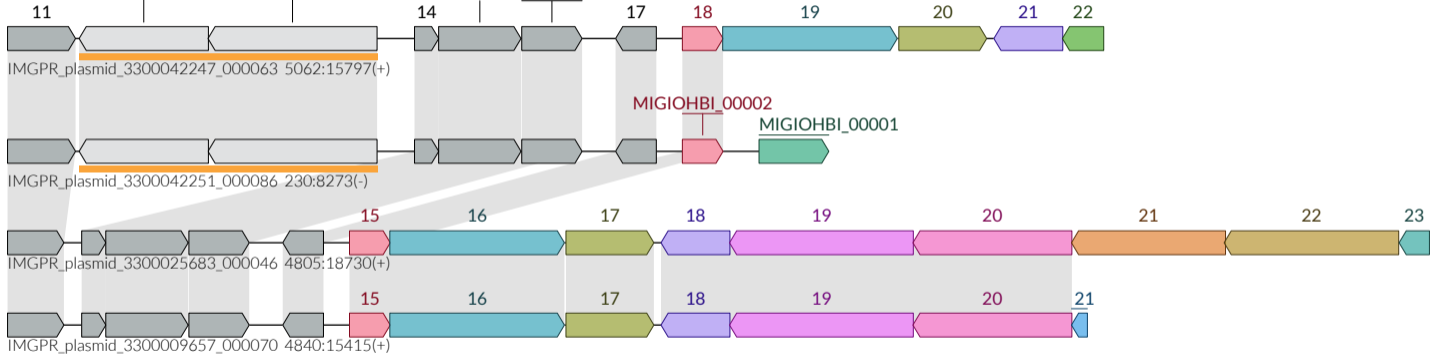 11 14 17 18 19 20 21 22
IMGPR_plasmid_3300042247_000063 5062:15797(+)
MIGIOHBI_00002
MIGIOHBI_00001
IMGPR_plasmid_3300042251_000086 230:8273(-)
15 16 17 18 19 20 21 22 23
IMGPR_plasmid_3300025683_000046 4805:18730(+)
15 16 17 18 19 20 21
IMGPR_plasmid_3300009657_000070 4840:15415(+)